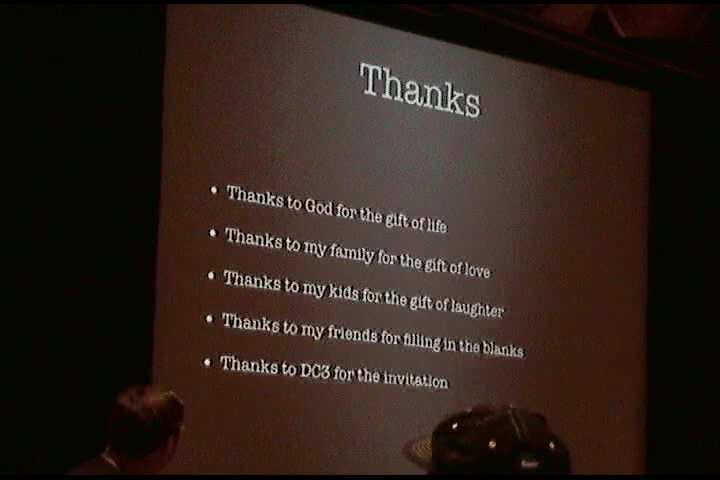 Thanks
• Thanks to God for the gift of life
• Thanks to my family for the gift of love
• Thanks to my kids for the gift of laughter
• Thanks to my friends for filling in the blanks
• Thanks to DC3 for the invitation